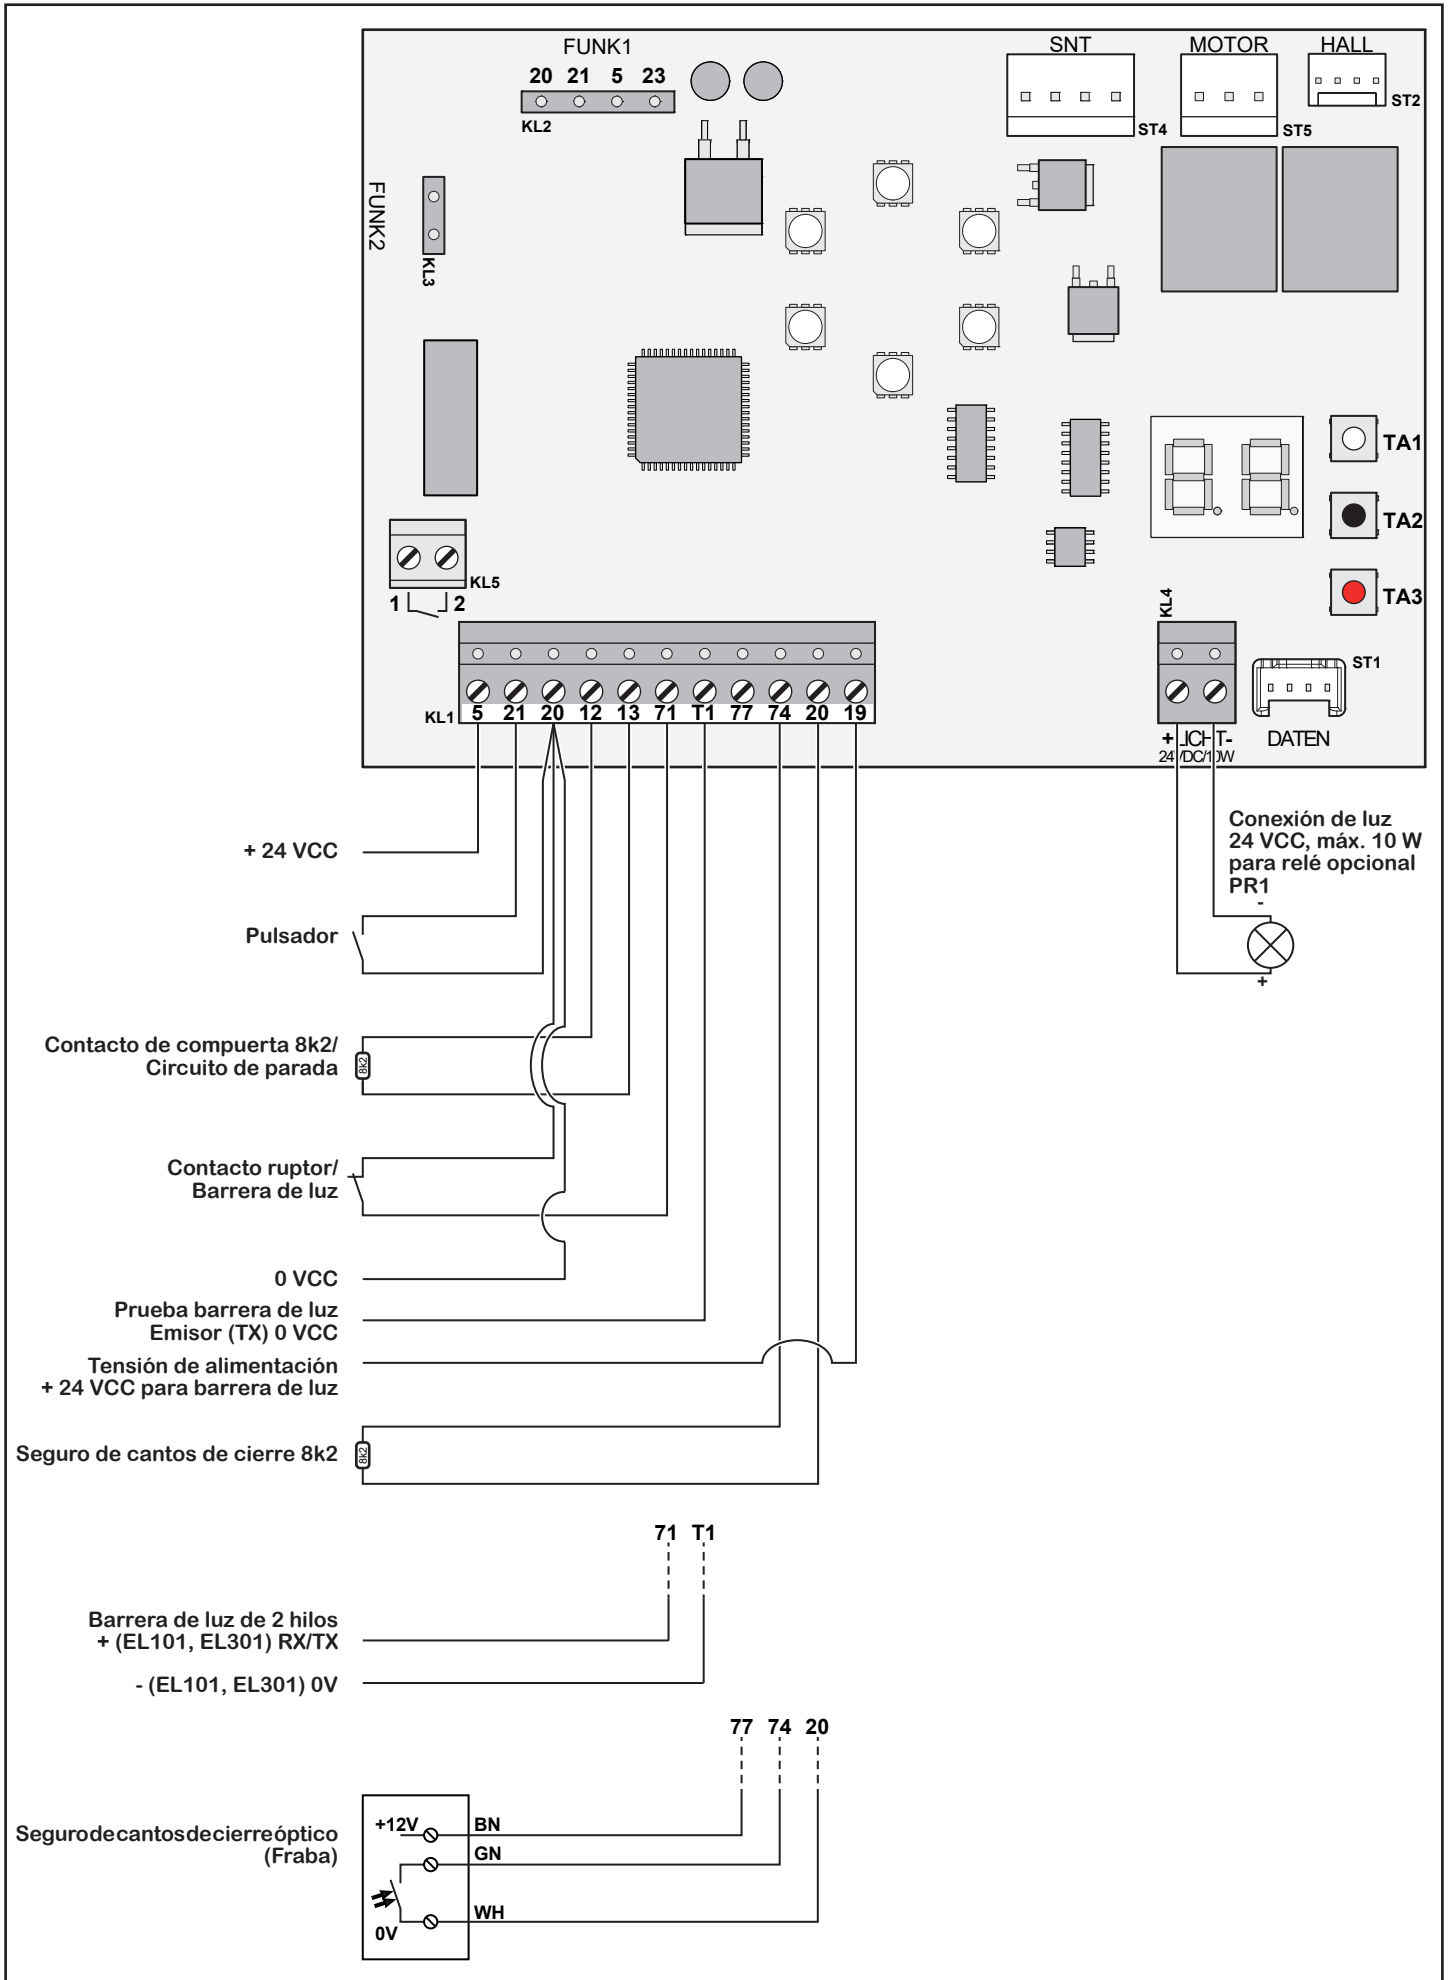 FUNK1
SNT
MOTOR
HALL
20 21 5 23
KL2
ST4
ST5
ST2
FUNK2
KL3
TA1
TA2
TA3
KL5
1 2
KL4
ST1
KL1
5 21 20 12 13 71 T1 77 74 20 19
+ LICHT-
24VDC/10W
DATEN
+ 24 VCC
Conexión de luz
24 VCC, máx. 10 W
para relé opcional
PR1
-
+
Pulsador
Contacto de compuerta 8k2/
Circuito de parada
8k2
Contacto ruptor/
Barrera de luz
0 VCC
Prueba barrera de luz
Emisor (TX) 0 VCC
Tensión de alimentación
+ 24 VCC para barrera de luz
Seguro de cantos de cierre 8k2
8k2
71 T1
Barrera de luz de 2 hilos
+ (EL101, EL301) RX/TX
- (EL101, EL301) 0V
77 74 20
Seguro de cantos de cierre óptico
(Fraba)
+12V
BN
GN
WH
0V